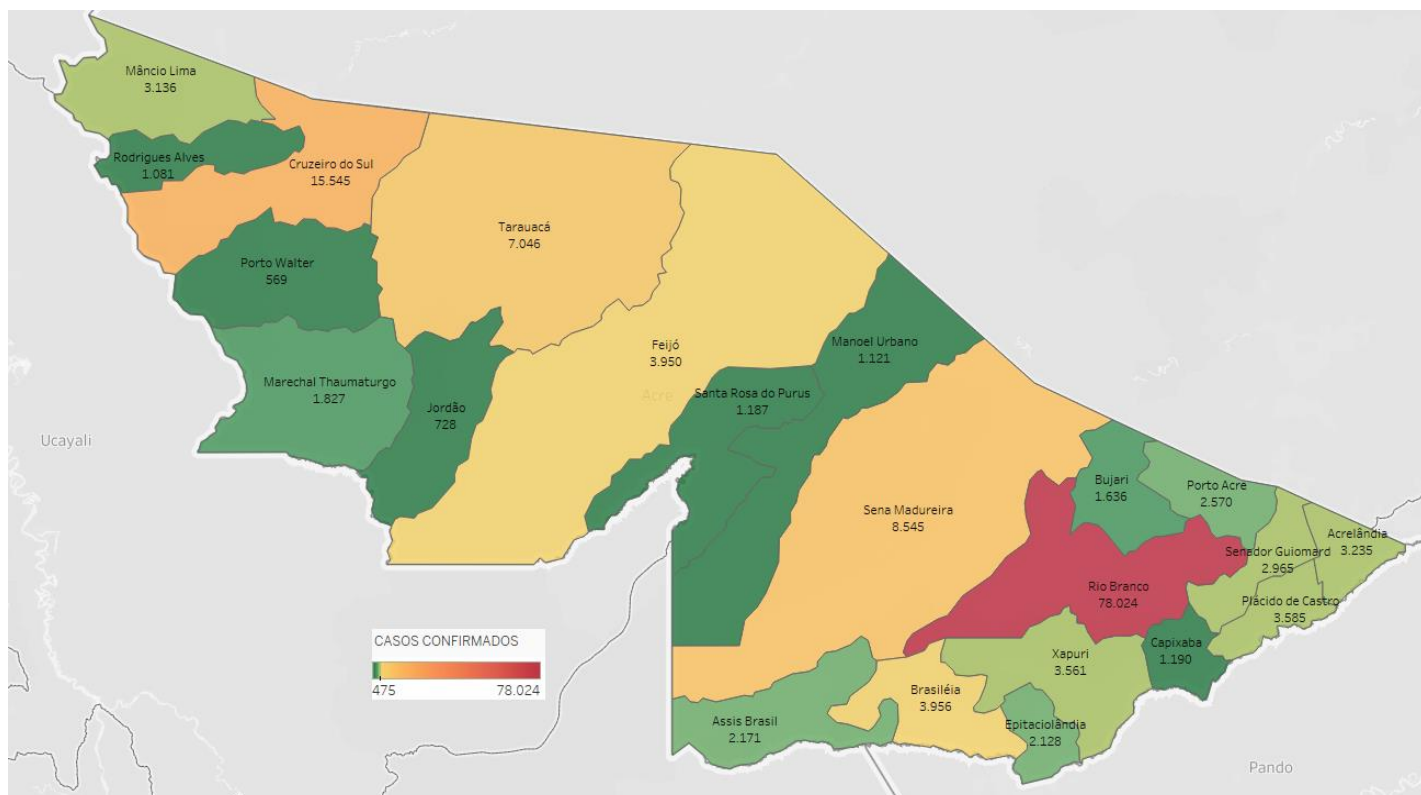 Mâncio Lima
3.136
Rodrigues Alves
1.081
Cruzeiro do Sul
15.545
Tarauacá
7.046
Porto Walter
569
Feijó
3.950
Manoel Urbano
1.121
Marechal Thaumaturgo
1.827
Jordão
728
Santa Rosa do Purus
1.187
Acre
Ucayali
Sena Madureira
8.545
Bujari
1.636
Porto Acre
2.570
Acrelândia
3.235
Senador Guiomard
2.965
Rio Branco
78.024
Plácido de Castro
3.585
Capixaba
1.190
Xapuri
3.561
CASOS CONFIRMADOS
475 78.024
Brasiléia
3.956
Assis Brasil
2.171
Epitaciolândia
2.128
Pando